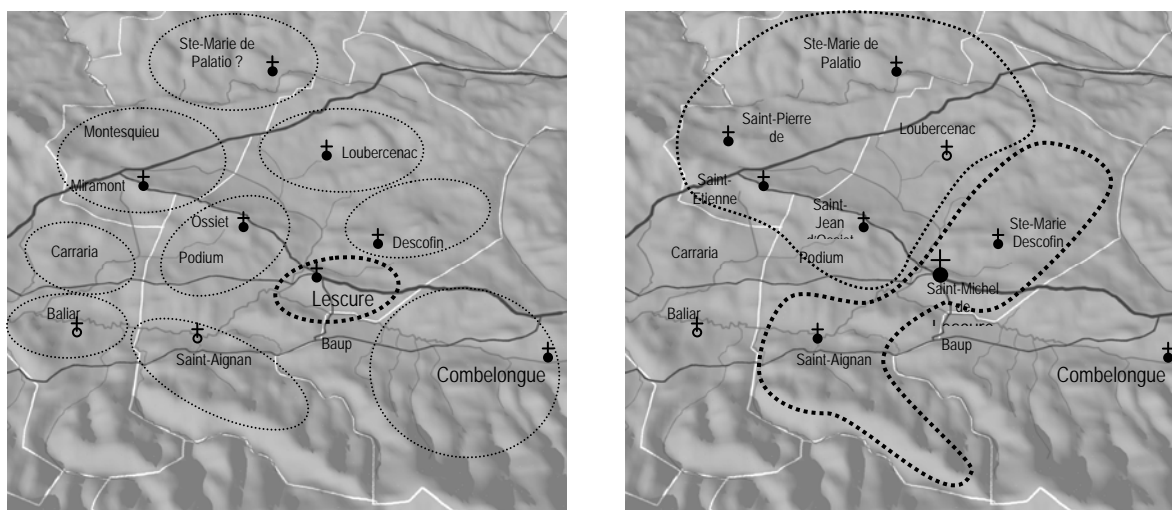 Ste-Marie de
Palatio ?
Montesquieu
Loubercenac
Miramont
Ossiet
Descofin
Carraria
Podium
Lescure
Baliar
Baup
Saint-Aignan
Combelongue
Ste-Marie de
Palatio
Saint-Pierre
de
Loubercenac
Saint-
Etienne
Saint-
Jean
d'Ossiet
Ste-Marie
Descofin
Carraria
Podium
Saint-Michel
de
Lescure
Baliar
Baup
Saint-Aignan
Combelongue